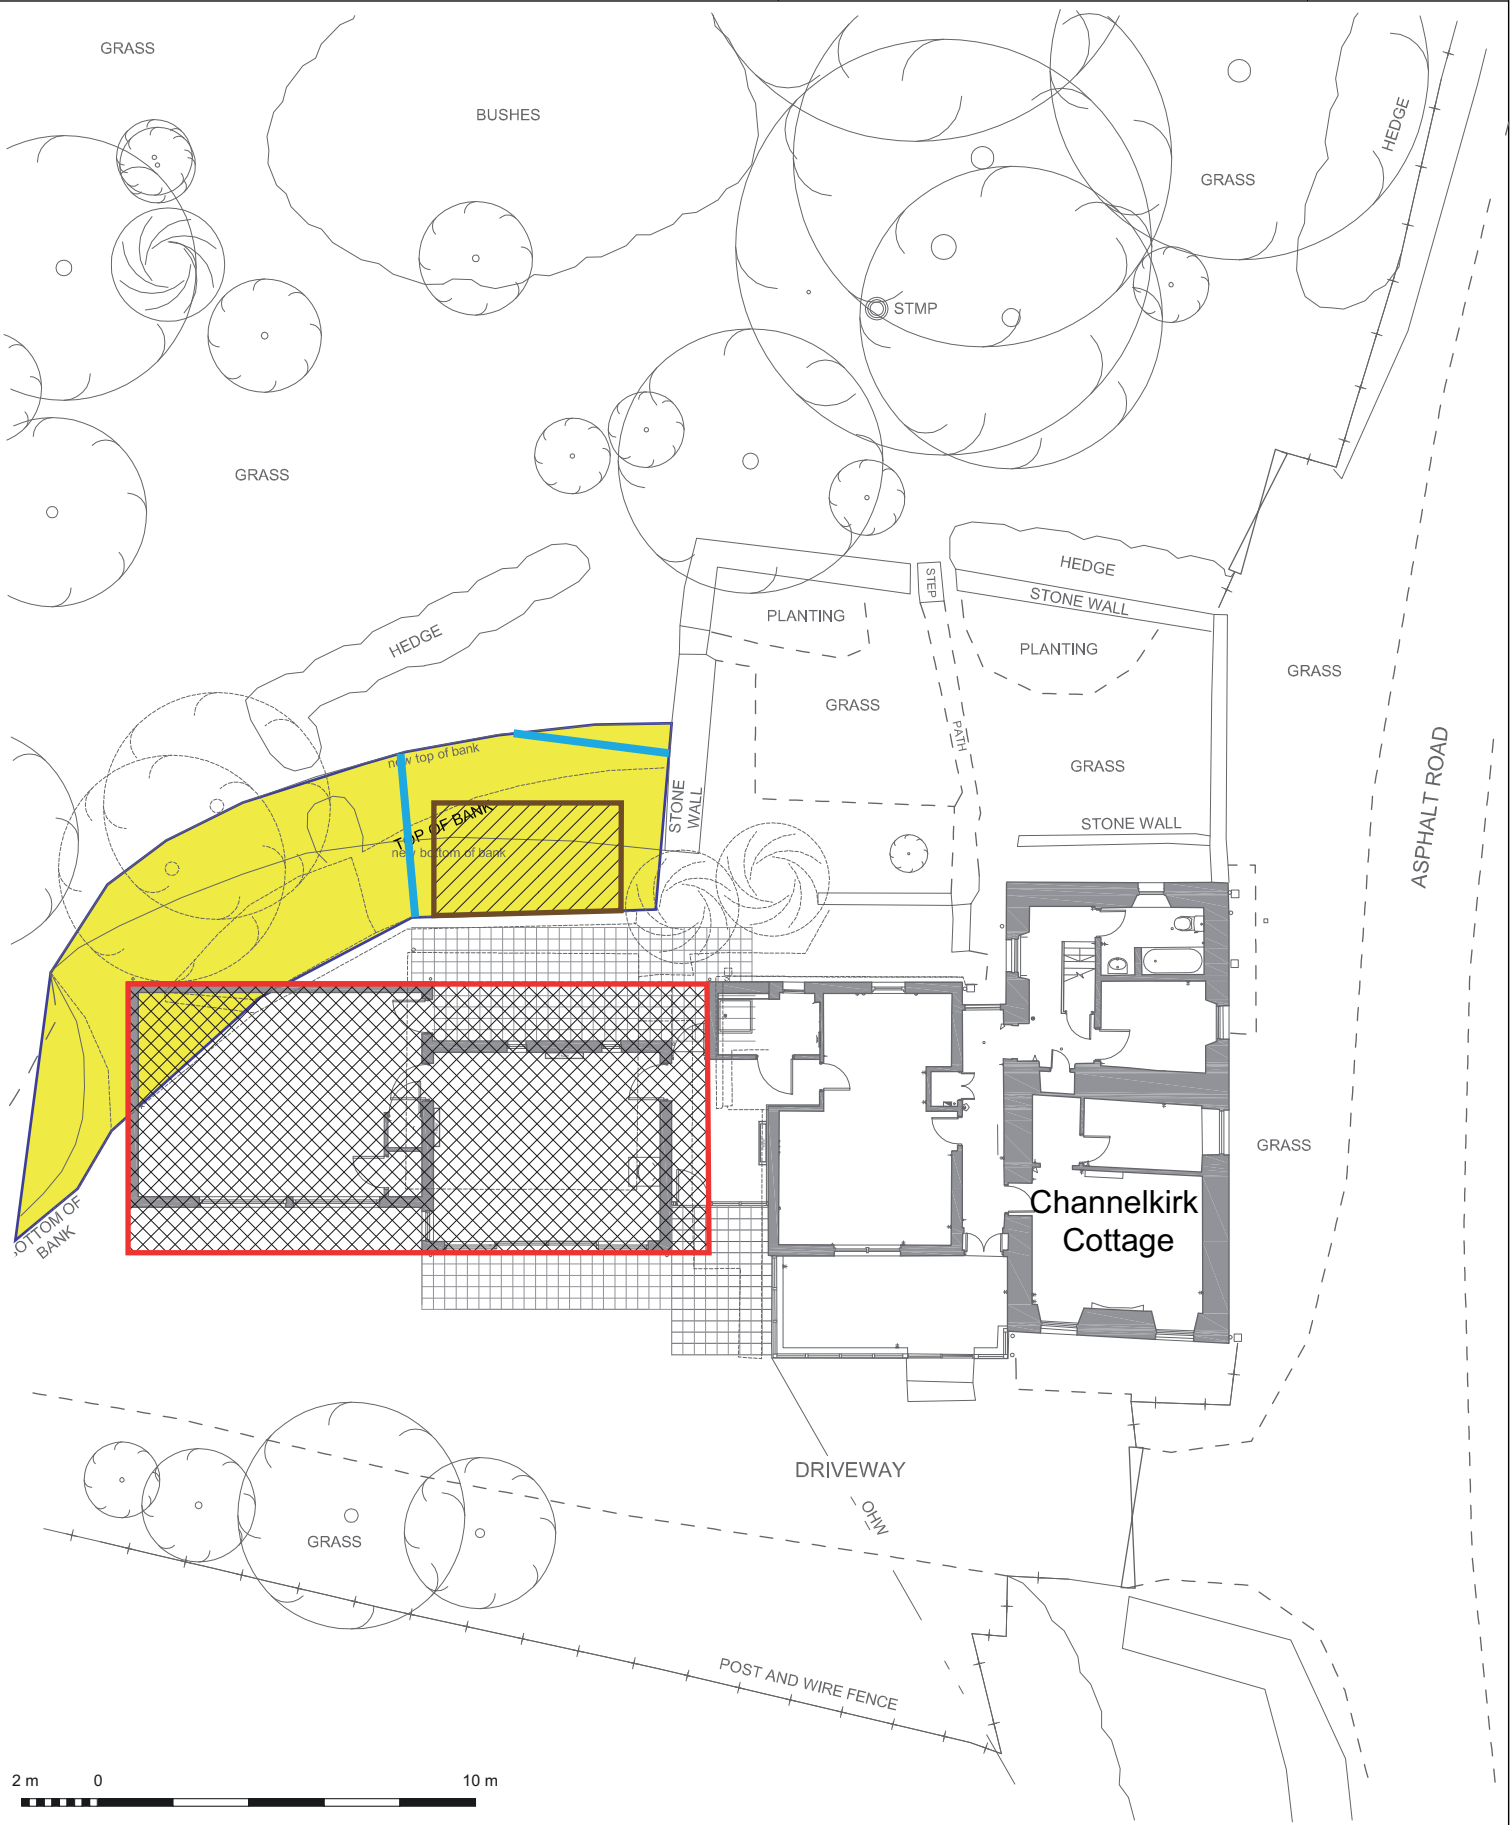 GRASS
BUSHES
HEDGE
GRASS
STMP
GRASS
HEDGE
STEP
HEDGE
STONE WALL
PLANTING
PLANTING
GRASS
GRASS
PATH
ASPHALT ROAD
new top of bank
GRASS
STONE
WALL
TOP OF BANK
STONE WALL
new bottom of bank
GRASS
Channelkirk
Cottage
OTTOM OF
BANK
DRIVEWAY
OHW
GRASS
POST AND WIRE FENCE
2 m 0 10 m